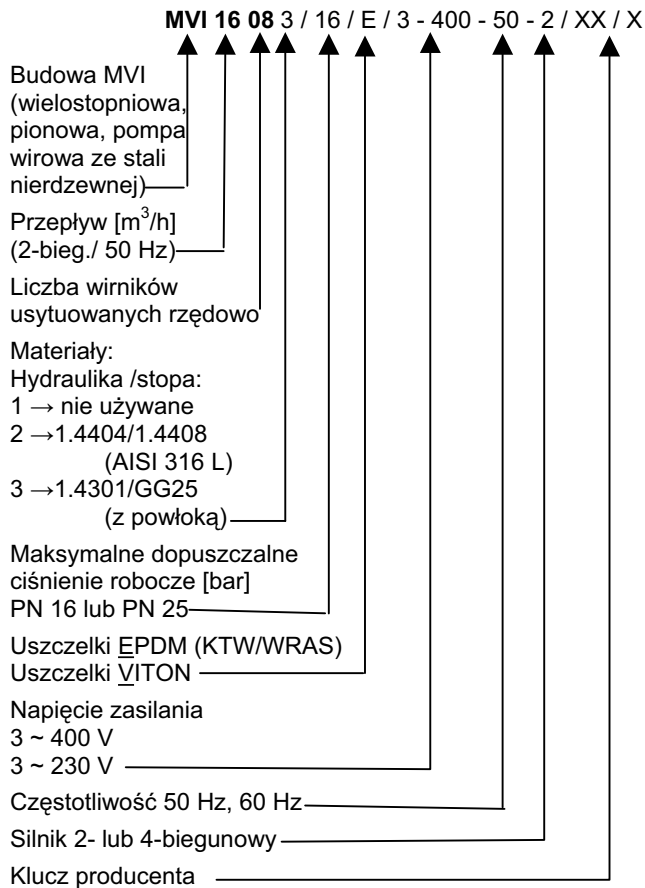 MVI 16 08 3 / 16 / E / 3 - 400 - 50 - 2 / XX / X
Budowa MVI
(wielostopniowa,
pionowa, pompa
wirowa ze stali
nierdzewnej)
Przepływ [m³/h]
(2-bieg./ 50 Hz)
Liczba wirników
usytuowanych rzędowo
Materiały:
Hydraulika /stopa:
1 → nie używane
2 →1.4404/1.4408
(AISI 316 L)
3 →1.4301/GG25
(z powłoką)
Maksymalne dopuszczalne
ciśnienie robocze [bar]
PN 16 lub PN 25
Uszczelki EPDM (KTW/WRAS)
Uszczelki VITON
Napięcie zasilania
3 ~ 400 V
3 ~ 230 V
Częstotliwość 50 Hz, 60 Hz
Silnik 2- lub 4-biegunowy
Klucz producenta